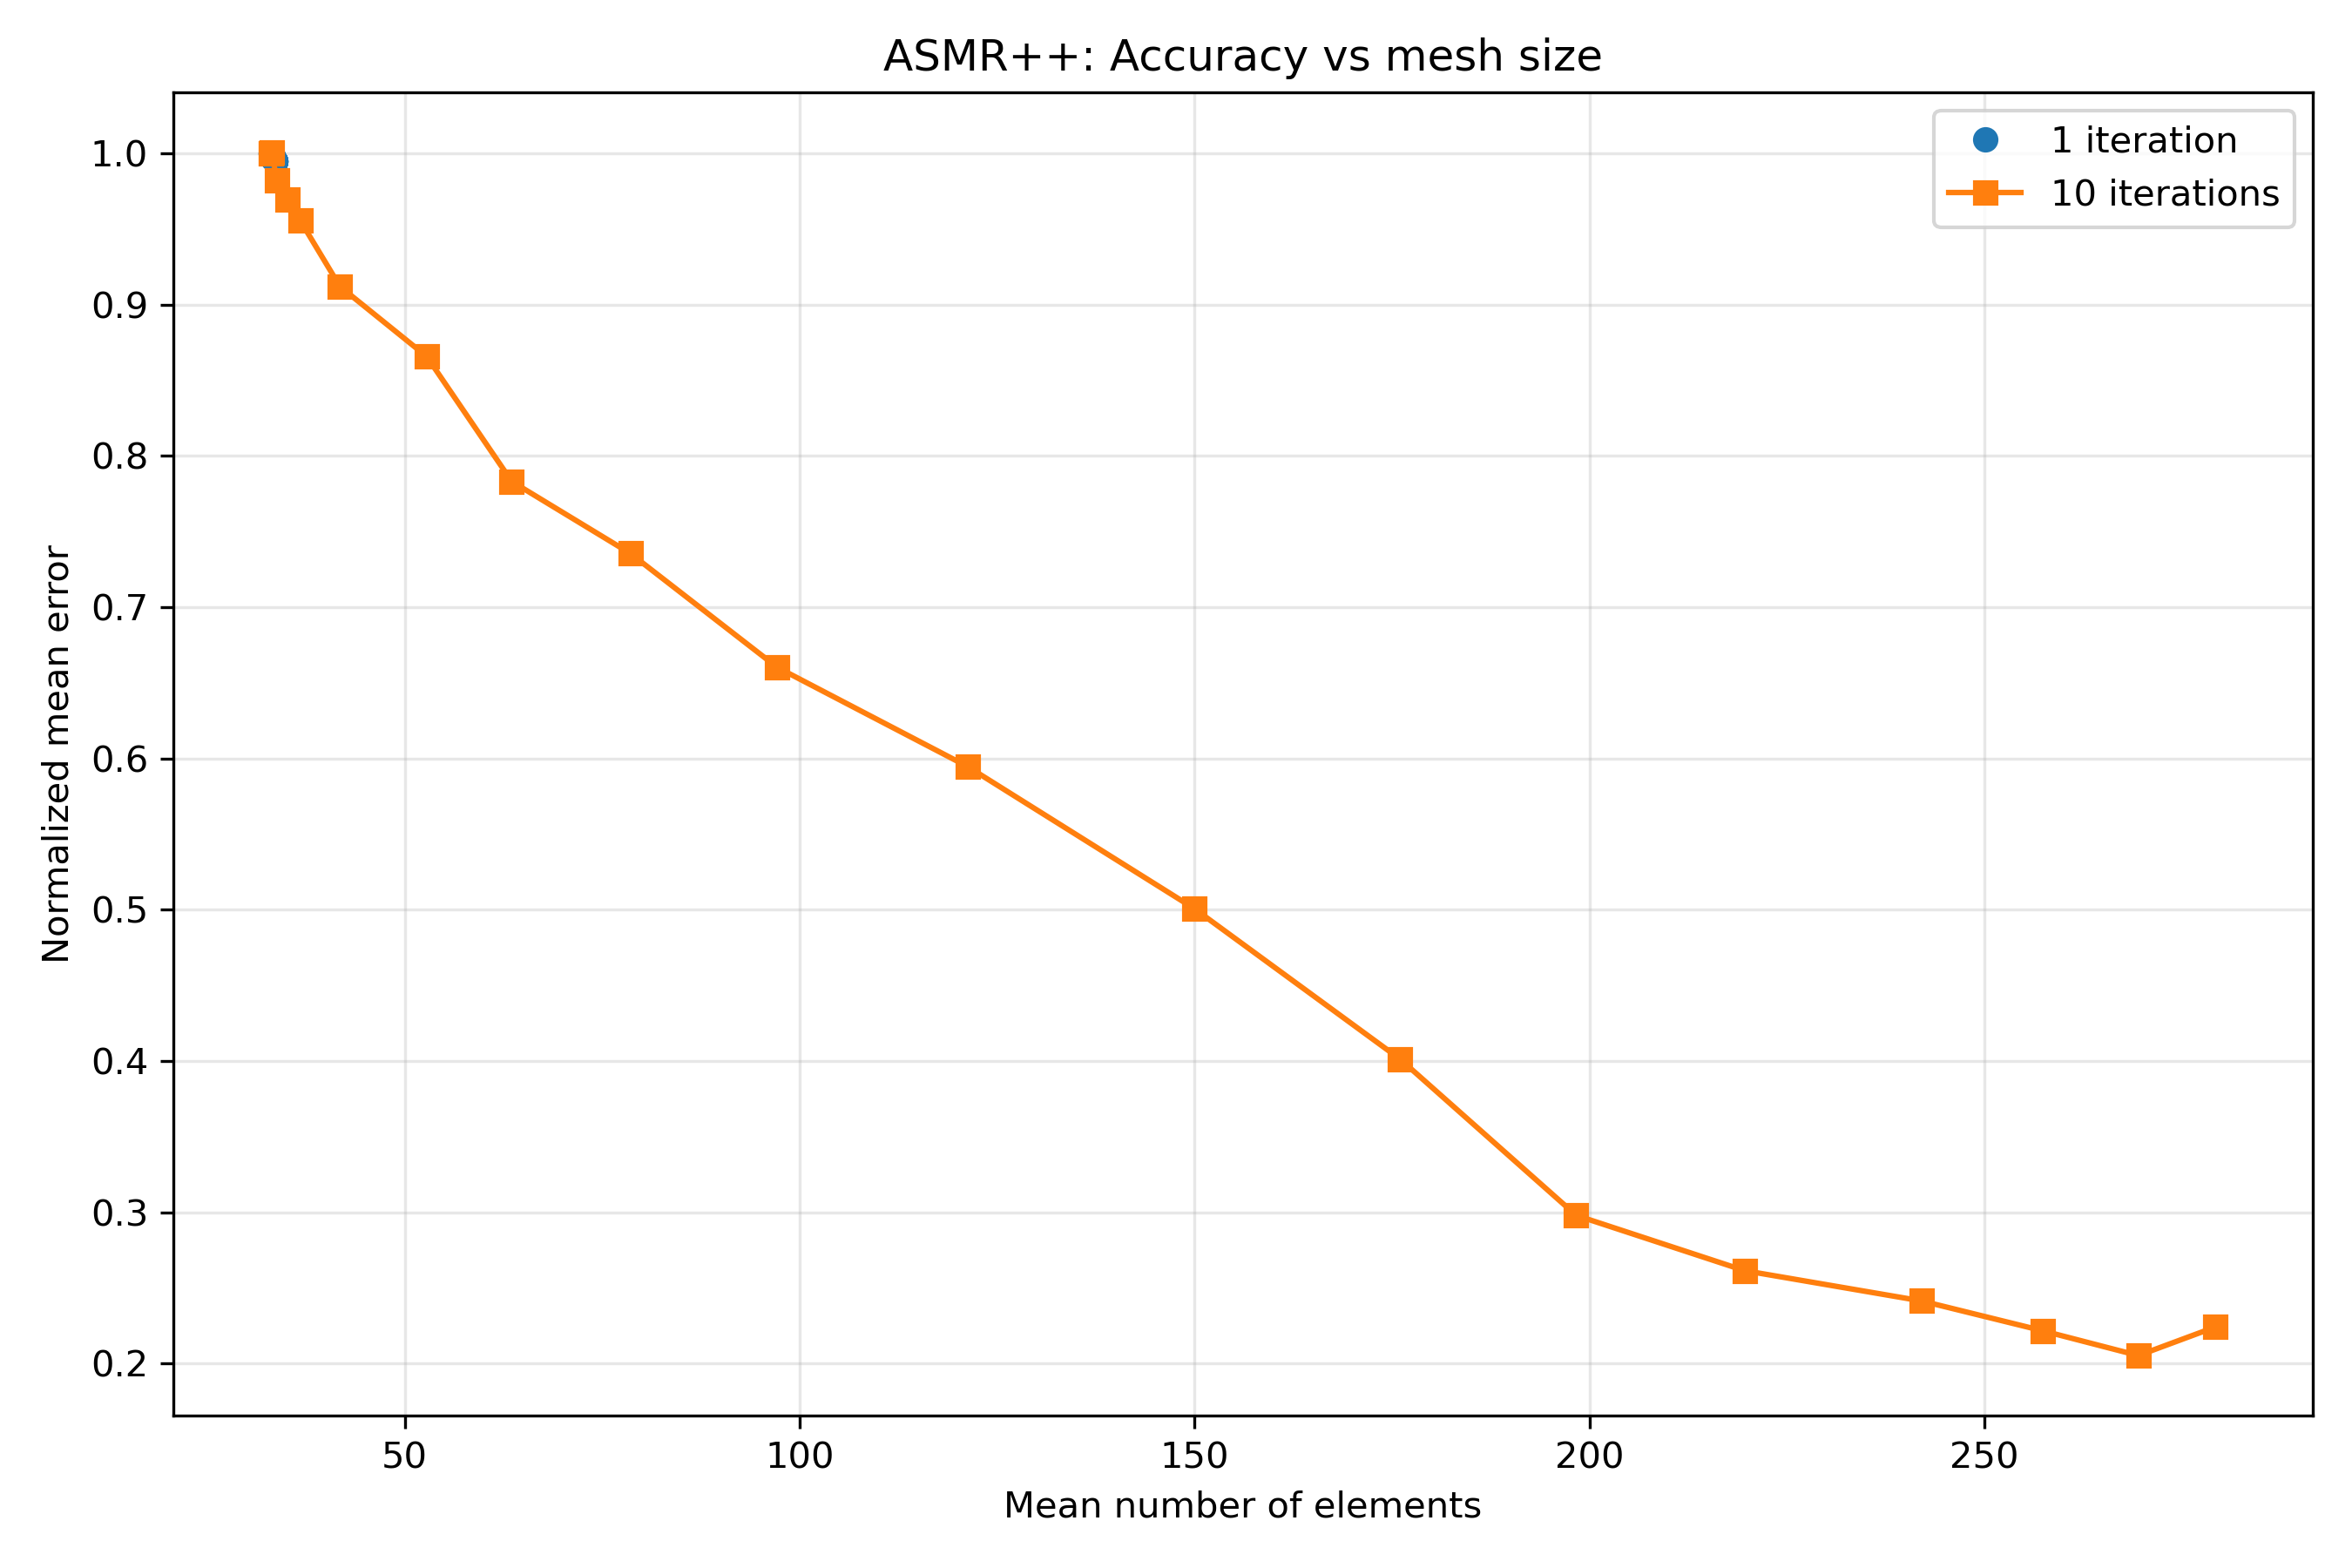 ASMR++: Accuracy vs mesh size
1 iteration
10 iterations
Normalized mean error
1.0
0.9
0.8
0.7
0.6
0.5
0.4
0.3
0.2
50 100 150 200 250
Mean number of elements